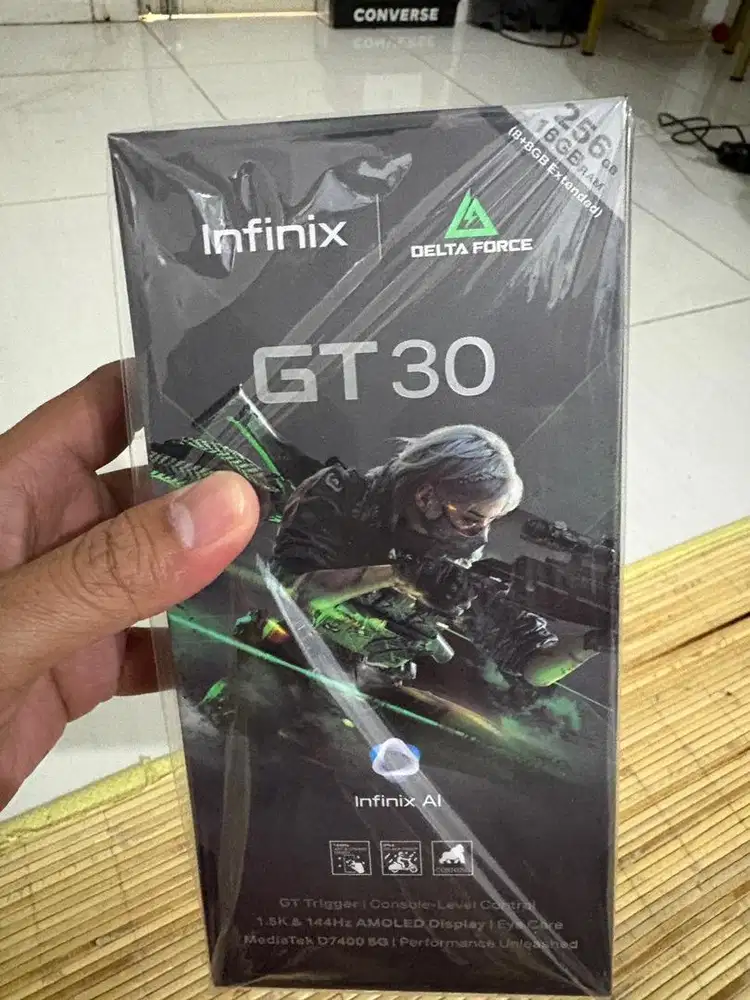 CONVERSE
256GB
16GB RAM
(8+8GB Extended)
Infinix
DELTA FORCE
GT 30
Infinix AI
GT Trigger | Console-Level Control
1.5K & 144Hz AMOLED Display | Eye Care
MediaTek D7400 5G | Performance Unleashed